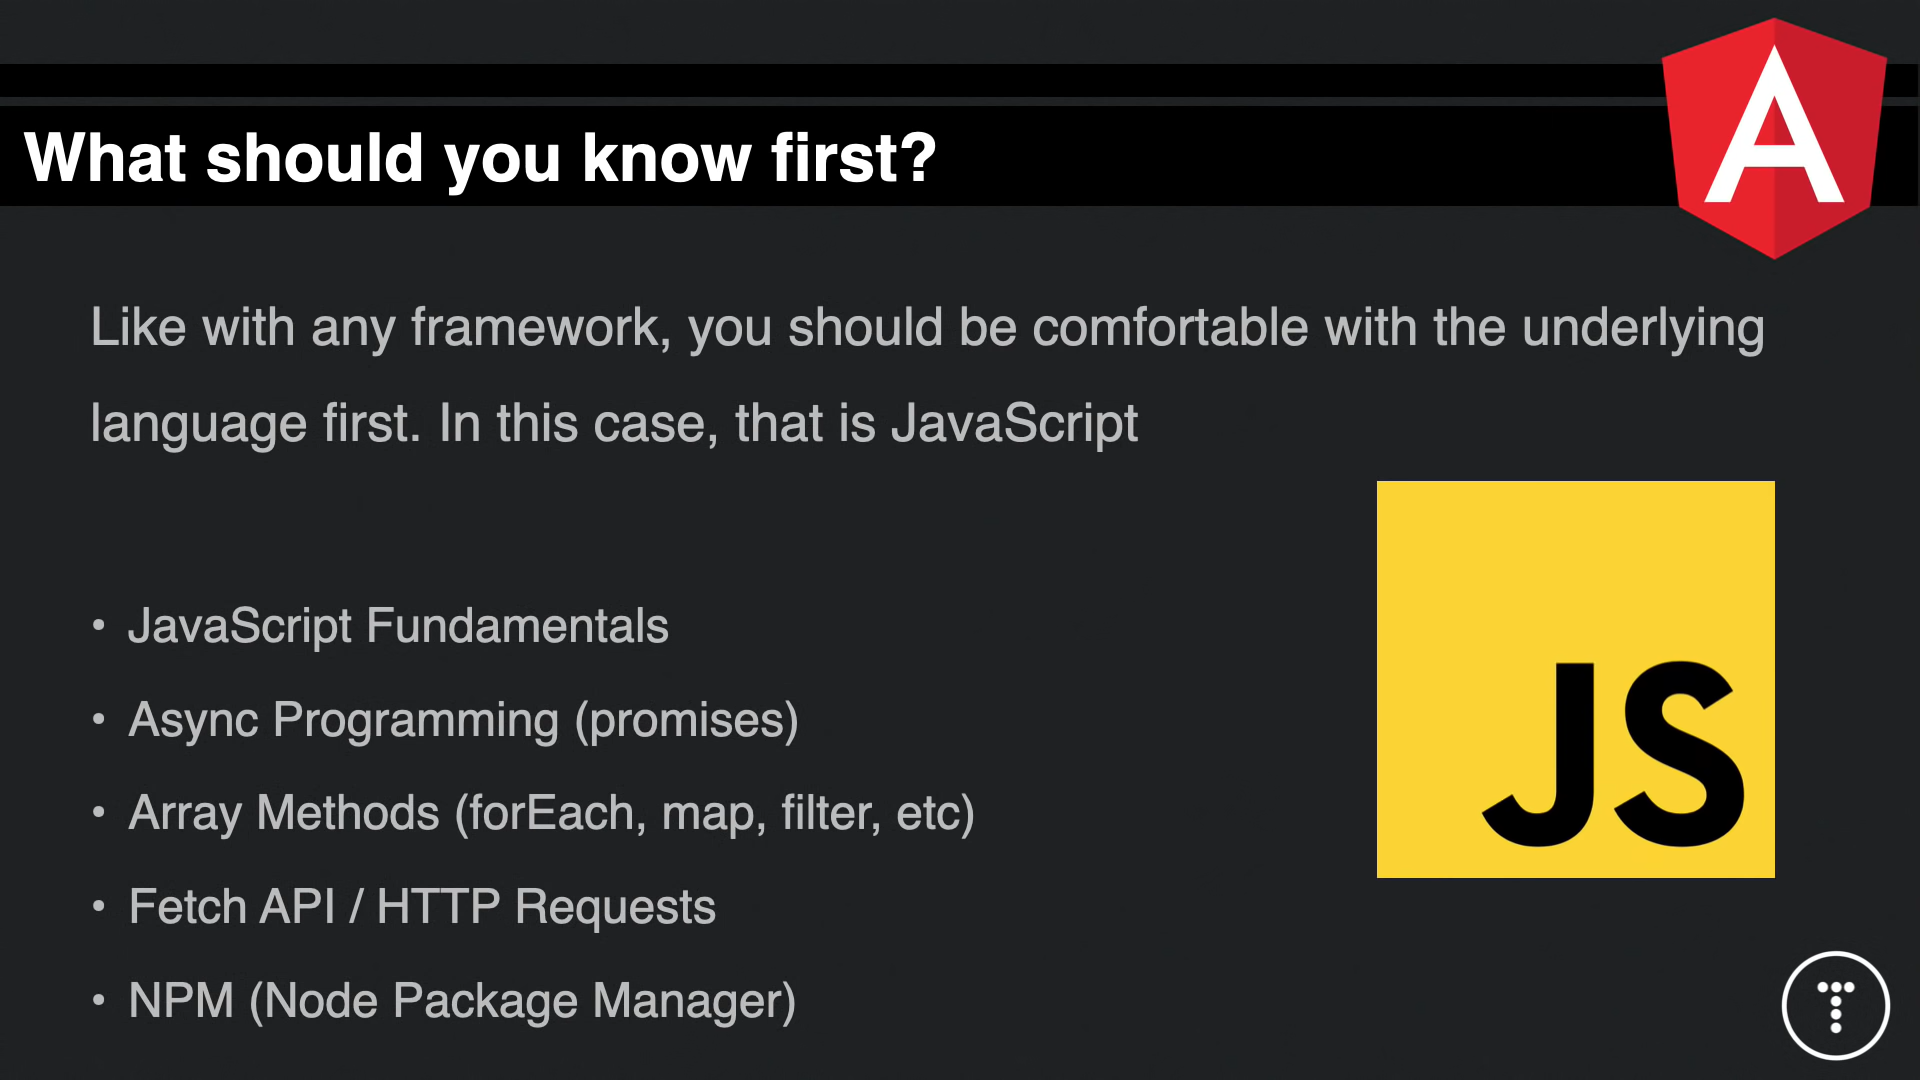 What should you know first?
Like with any framework, you should be comfortable with the underlying
language first. In this case, that is JavaScript
• JavaScript Fundamentals
• Async Programming (promises)
• Array Methods (forEach, map, filter, etc)
• Fetch API / HTTP Requests
• NPM (Node Package Manager)
A
JS
T